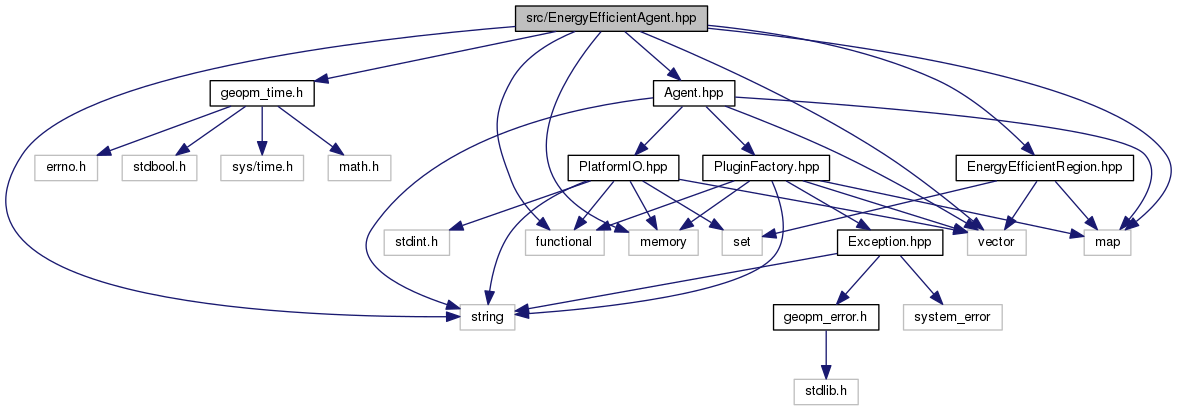 src/EnergyEfficientAgent.hpp
geopm_time.h
Agent.hpp
errno.h
stdbool.h
sys/time.h
math.h
PlatformIO.hpp
PluginFactory.hpp
EnergyEfficientRegion.hpp
stdint.h
functional
memory
set
Exception.hpp
vector
map
string
geopm_error.h
system_error
stdlib.h